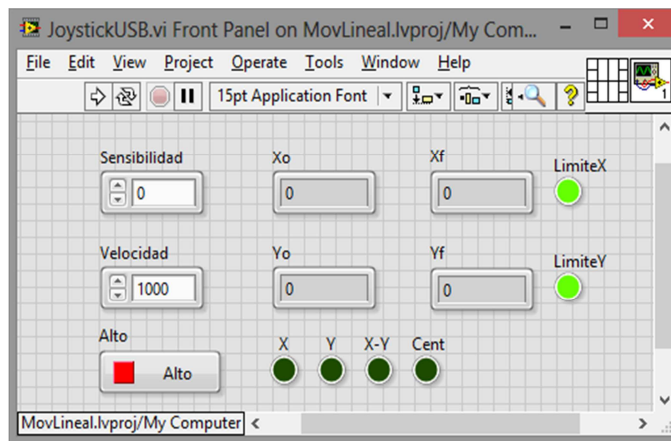 JoystickUSB.vi Front Panel on MovLineal.lvproj/My Com...
File Edit View Project Operate Tools Window Help
15pt Application Font
1
Sensibilidad
0
Xo
0
Xf
0
LimiteX
Velocidad
1000
Yo
0
Yf
0
LimiteY
Alto
Alto
X Y X-Y Cent
MovLineal.lvproj/My Computer